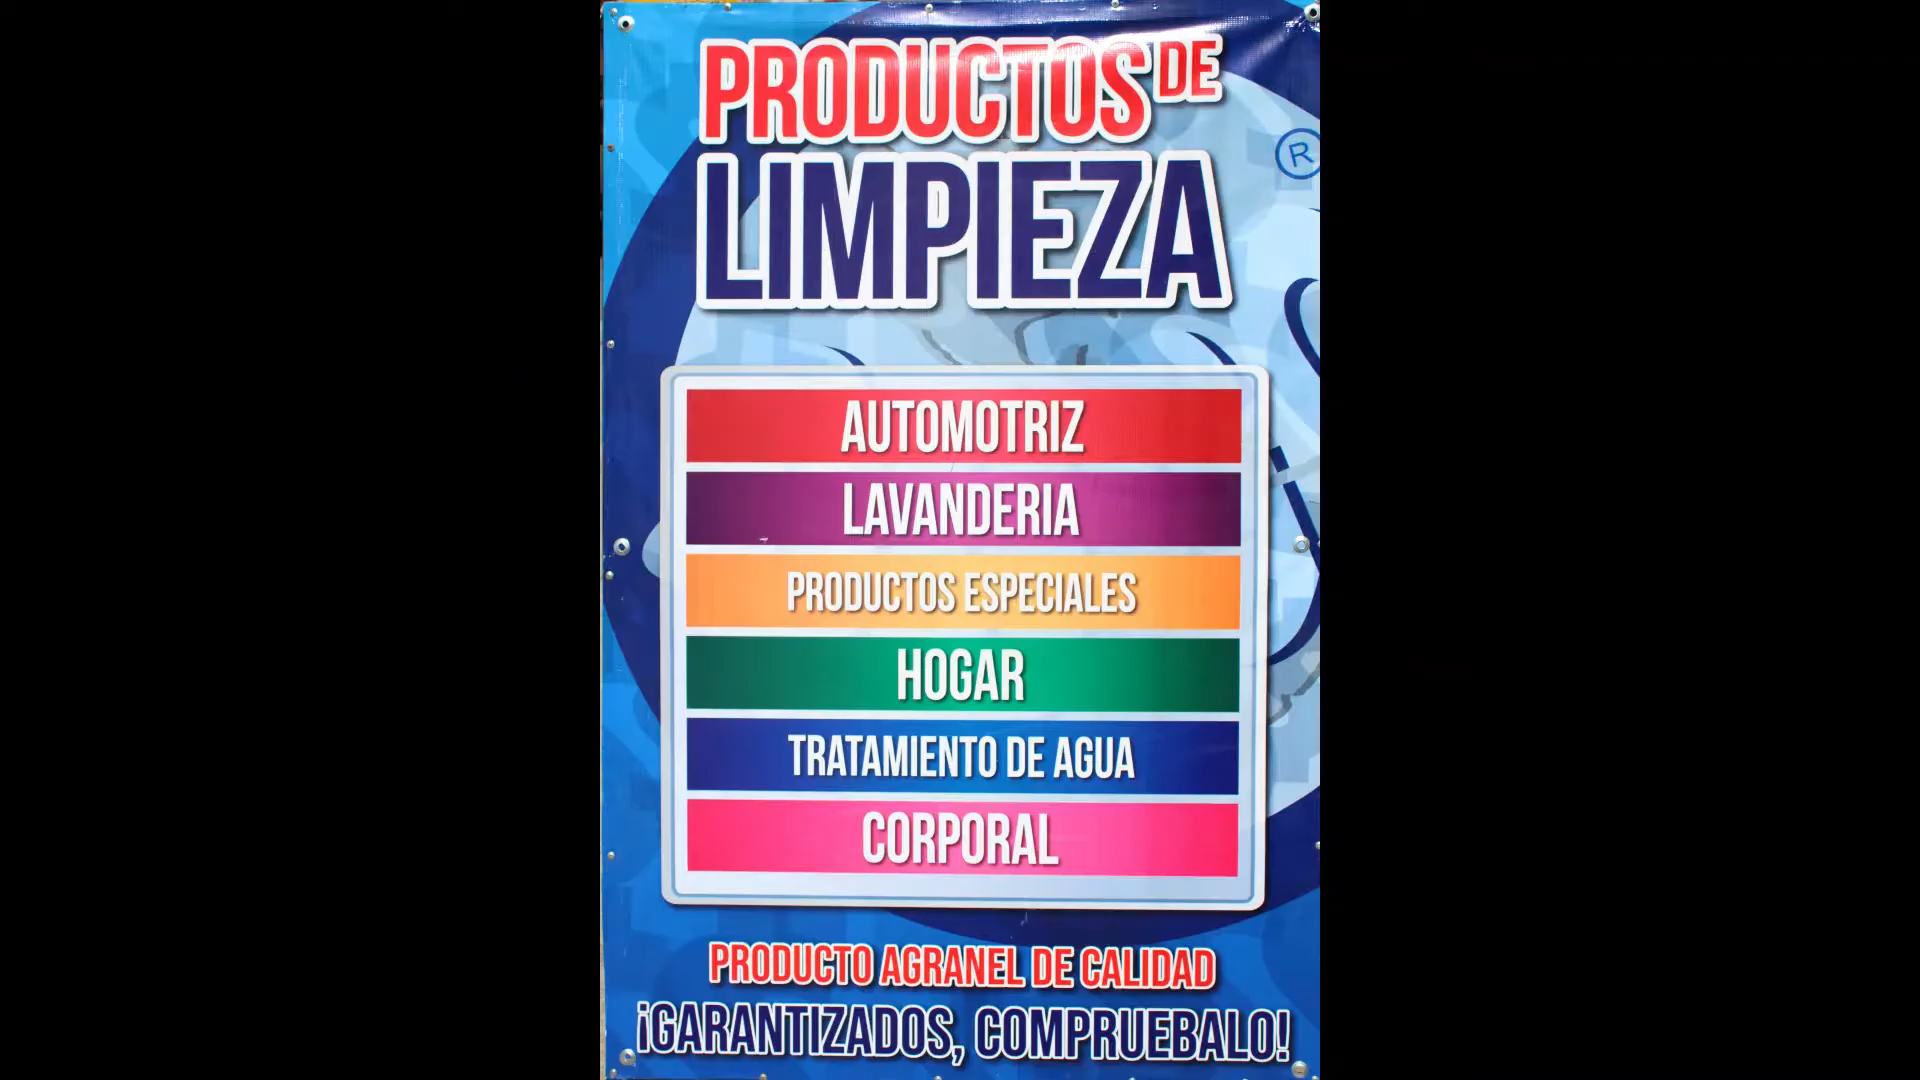 PRODUCTOS DE
LIMPIEZA
®
AUTOMOTRIZ
LAVANDERIA
PRODUCTOS ESPECIALES
HOGAR
TRATAMIENTO DE AGUA
CORPORAL
PRODUCTO AGRANEL DE CALIDAD
¡GARANTIZADOS, COMPRUEBALO!